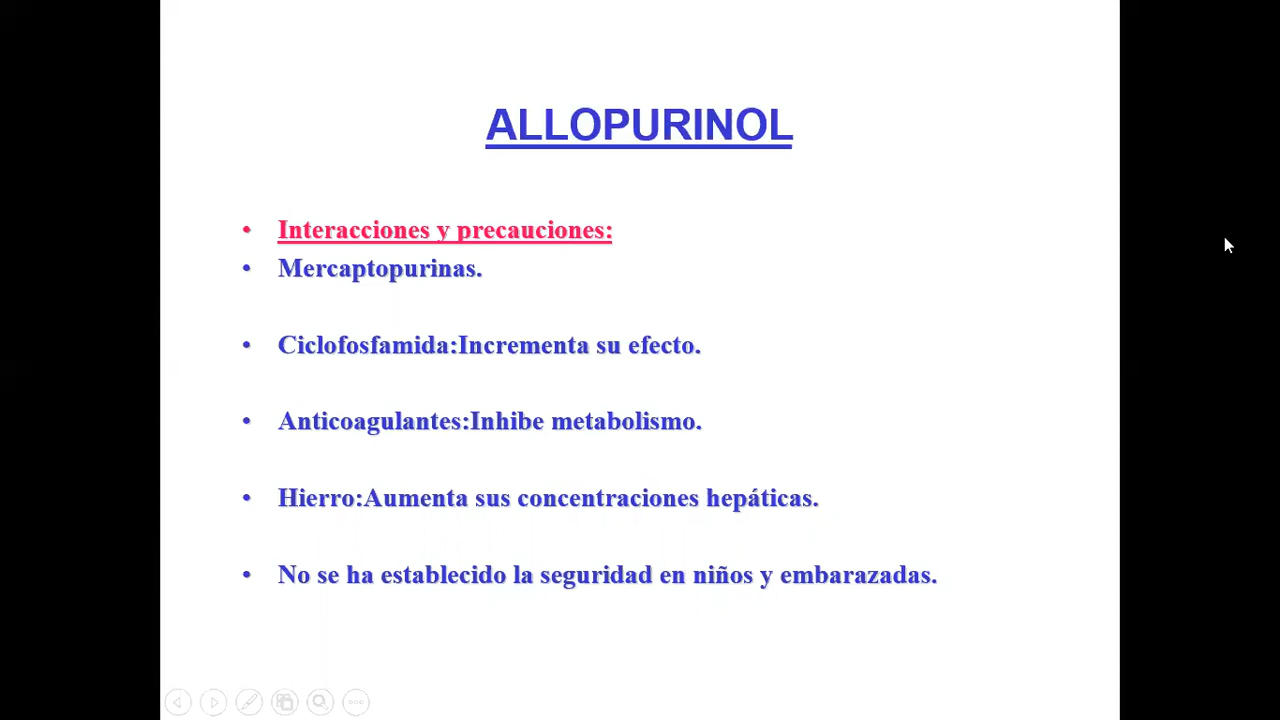 ALLOPURINOL
• Interacciones y precauciones:
• Mercaptopurinas.
• Ciclofosfamida:Incrementa su efecto.
• Anticoagulantes:Inhibe metabolismo.
• Hierro:Aumenta sus concentraciones hepáticas.
• No se ha establecido la seguridad en niños y embarazadas.